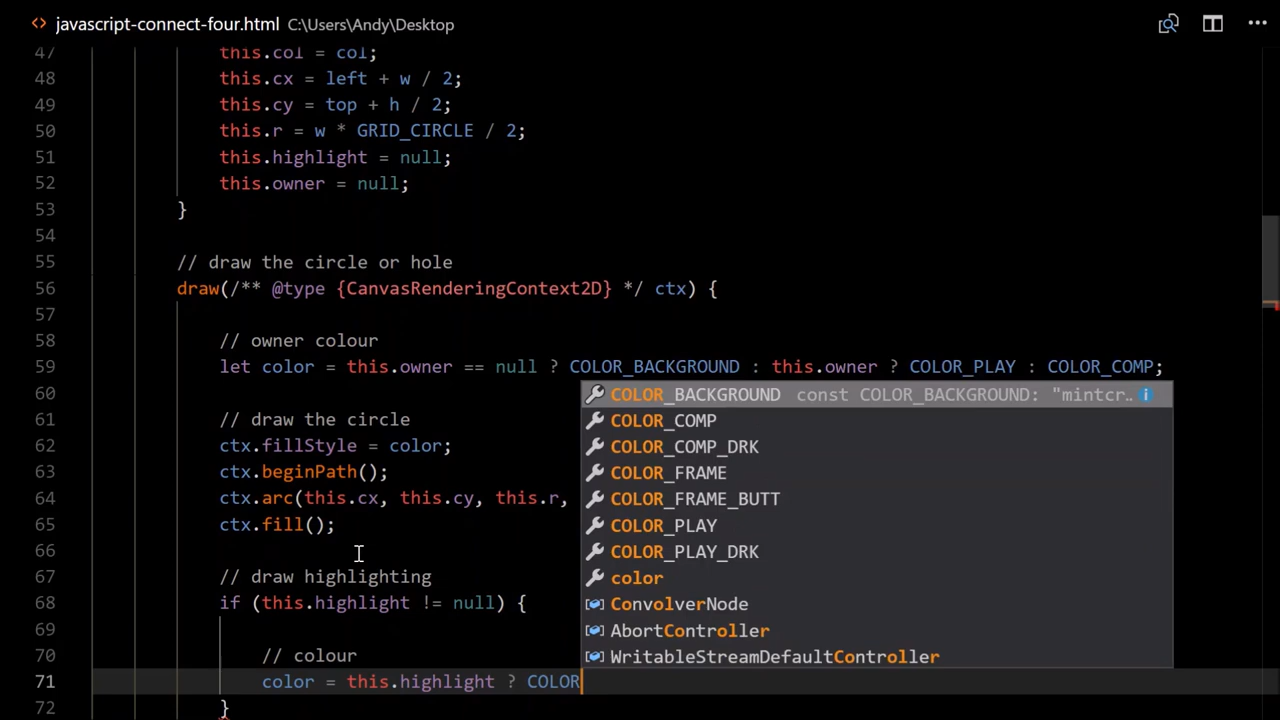 javascript-connect-four.html C:\Users\Andy\Desktop
47 this.col = col;
48 this.cx = left + w / 2;
49 this.cy = top + h / 2;
50 this.r = w * GRID_CIRCLE / 2;
51 this.highlight = null;
52 this.owner = null;
53 }
54
55 // draw the circle or hole
56 draw(/** @type {CanvasRenderingContext2D} */ ctx) {
57
58 // owner colour
59 let color = this.owner == null ? COLOR_BACKGROUND : this.owner ? COLOR_PLAY : COLOR_COMP;
60
COLOR_BACKGROUND const COLOR_BACKGROUND: "mintcr…
61 // draw the circle
COLOR_COMP
62 ctx.fillStyle = color;
COLOR_COMP_DRK
63 ctx.beginPath();
COLOR_FRAME
64 ctx.arc(this.cx, this.cy, this.r,
COLOR_FRAME_BUTT
65 ctx.fill();
COLOR_PLAY
66
COLOR_PLAY_DRK
67 // draw highlighting
color
68 if (this.highlight != null) {
ConvolverNode
69
AbortController
70 // colour
WritableStreamDefaultController
71 color = this.highlight ? COLOR
72 }